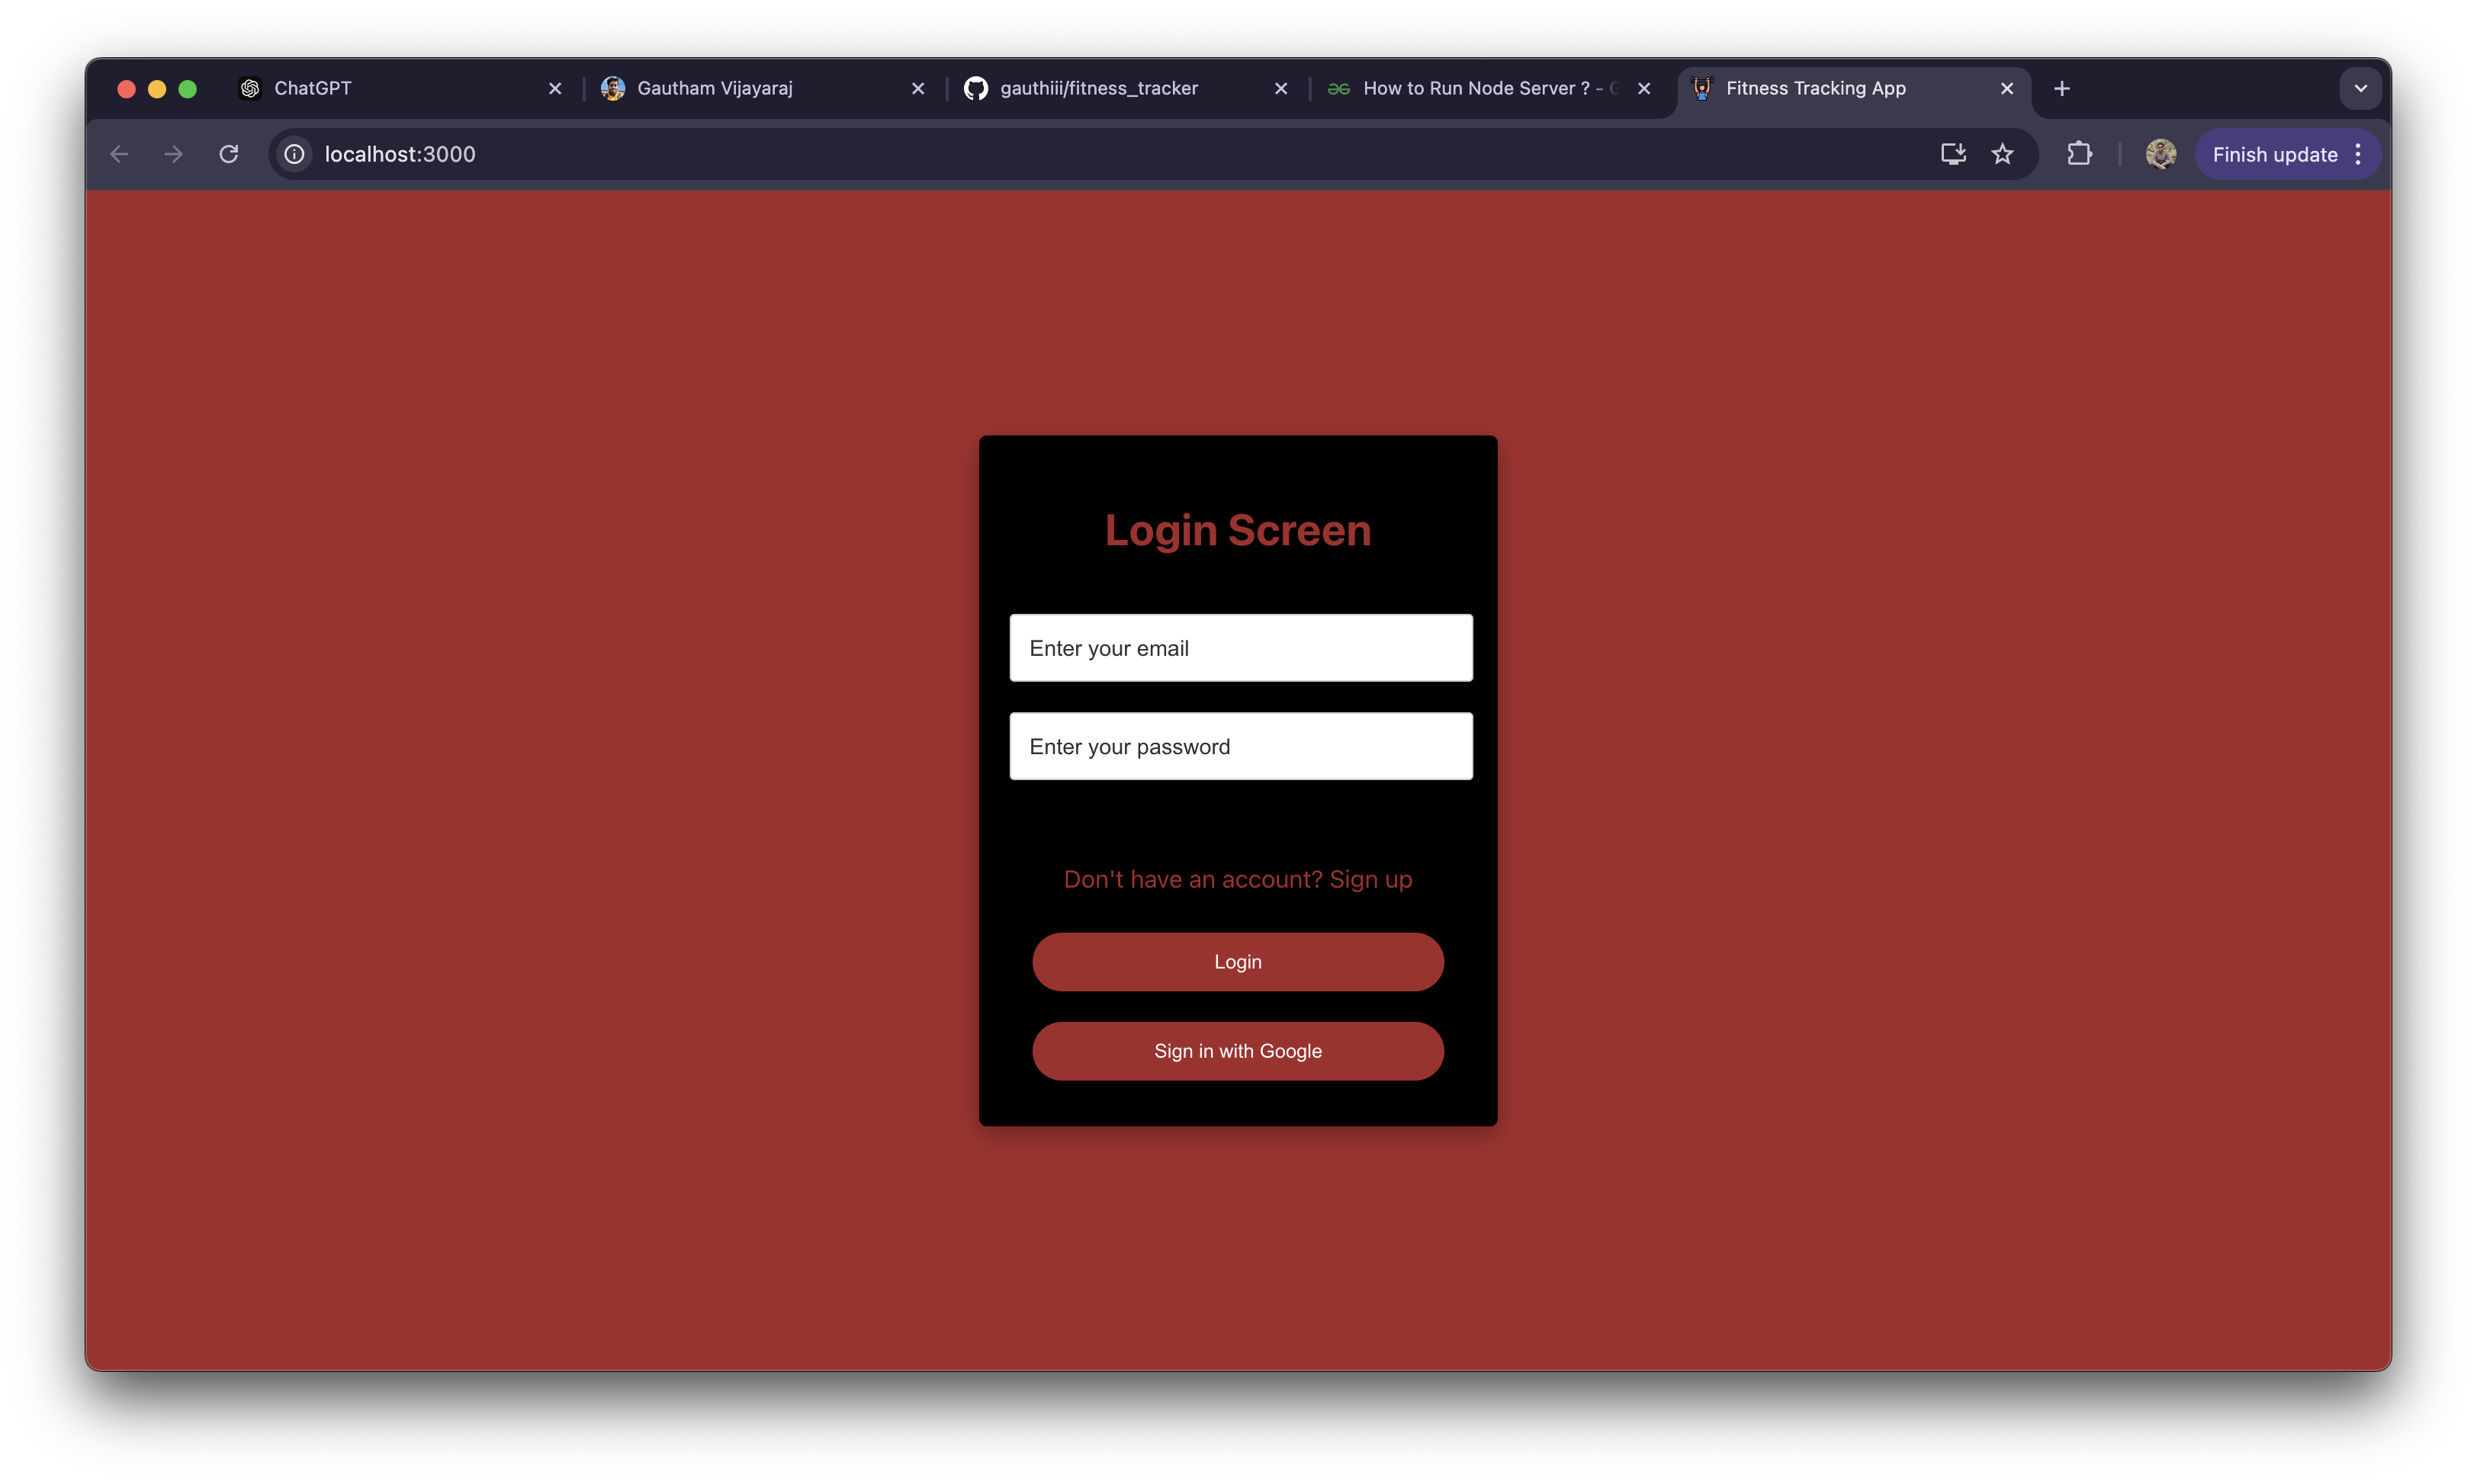 ChatGPT
Gautham Vijayaraj
gauthiii/fitness_tracker
How to Run Node Server ? -
Fitness Tracking App
localhost:3000
Finish update
Login Screen
Enter your email
Enter your password
Don't have an account? Sign up
Login
Sign in with Google